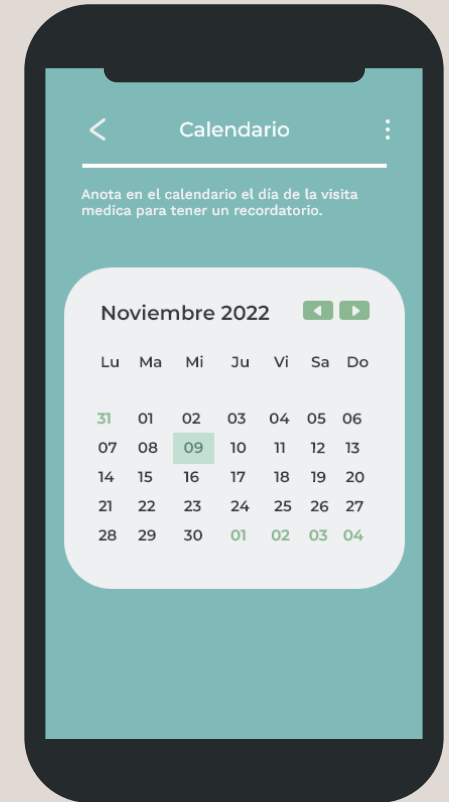 Calendario
Anota en el calendario el día de la visita
medica para tener un recordatorio.
Noviembre 2022
Lu Ma Mi Ju Vi Sa Do
31 01 02 03 04 05 06
07 08 09 10 11 12 13
14 15 16 17 18 19 20
21 22 23 24 25 26 27
28 29 30 01 02 03 04